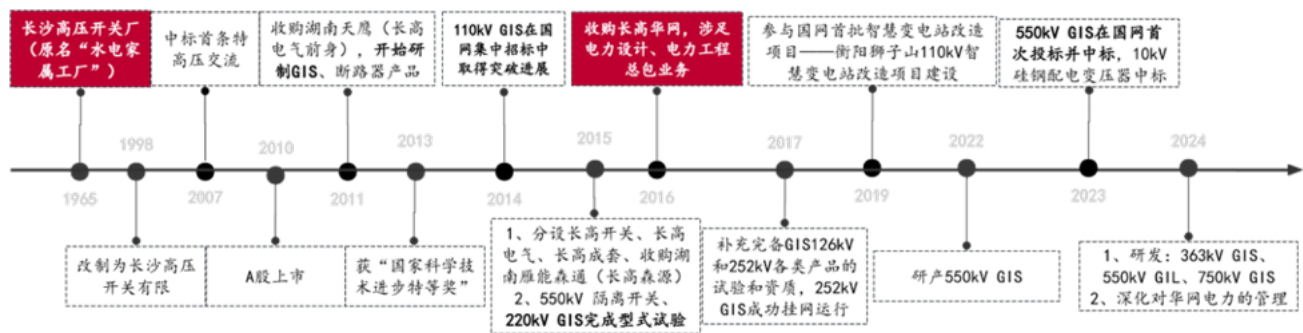 长沙高压开关厂
（原名“水电家
属工厂”）
中标首条特
高压交流
收购湖南天鹰（长高
电气前身），开始研
制GIS、断路器产品
110kV GIS在
国网集中招标中
取得突破进展
收购长高华网，涉足
电力设计、电力工程
总包业务
参与国网首批智慧变电站改造
项目——衡阳狮子山110kV智
慧变电站改造项目建设
550kV GIS在国网首
次投标并中标，10kV
硅钢配电变压器中标
1998
2010
2013
2015
2017
2022
2024
1965
2007
2011
2014
2016
2019
2023
改制为长沙高压
开关有限
A股上市
获“国家科学技
术进步特等奖”
1、分设长高开关、长高
电气、长高成套、收购湖
南雁能森通（长高森源）
2、550kV 隔离开关、
220kV GIS完成型式试验
补充完备GIS126kV
和252kV各类产品的
试验和资质，252kV
GIS成功挂网运行
研产550kV GIS
1、研发：363kV GIS、
550kV GIL、750kV GIS
2、深化对华网电力的管理